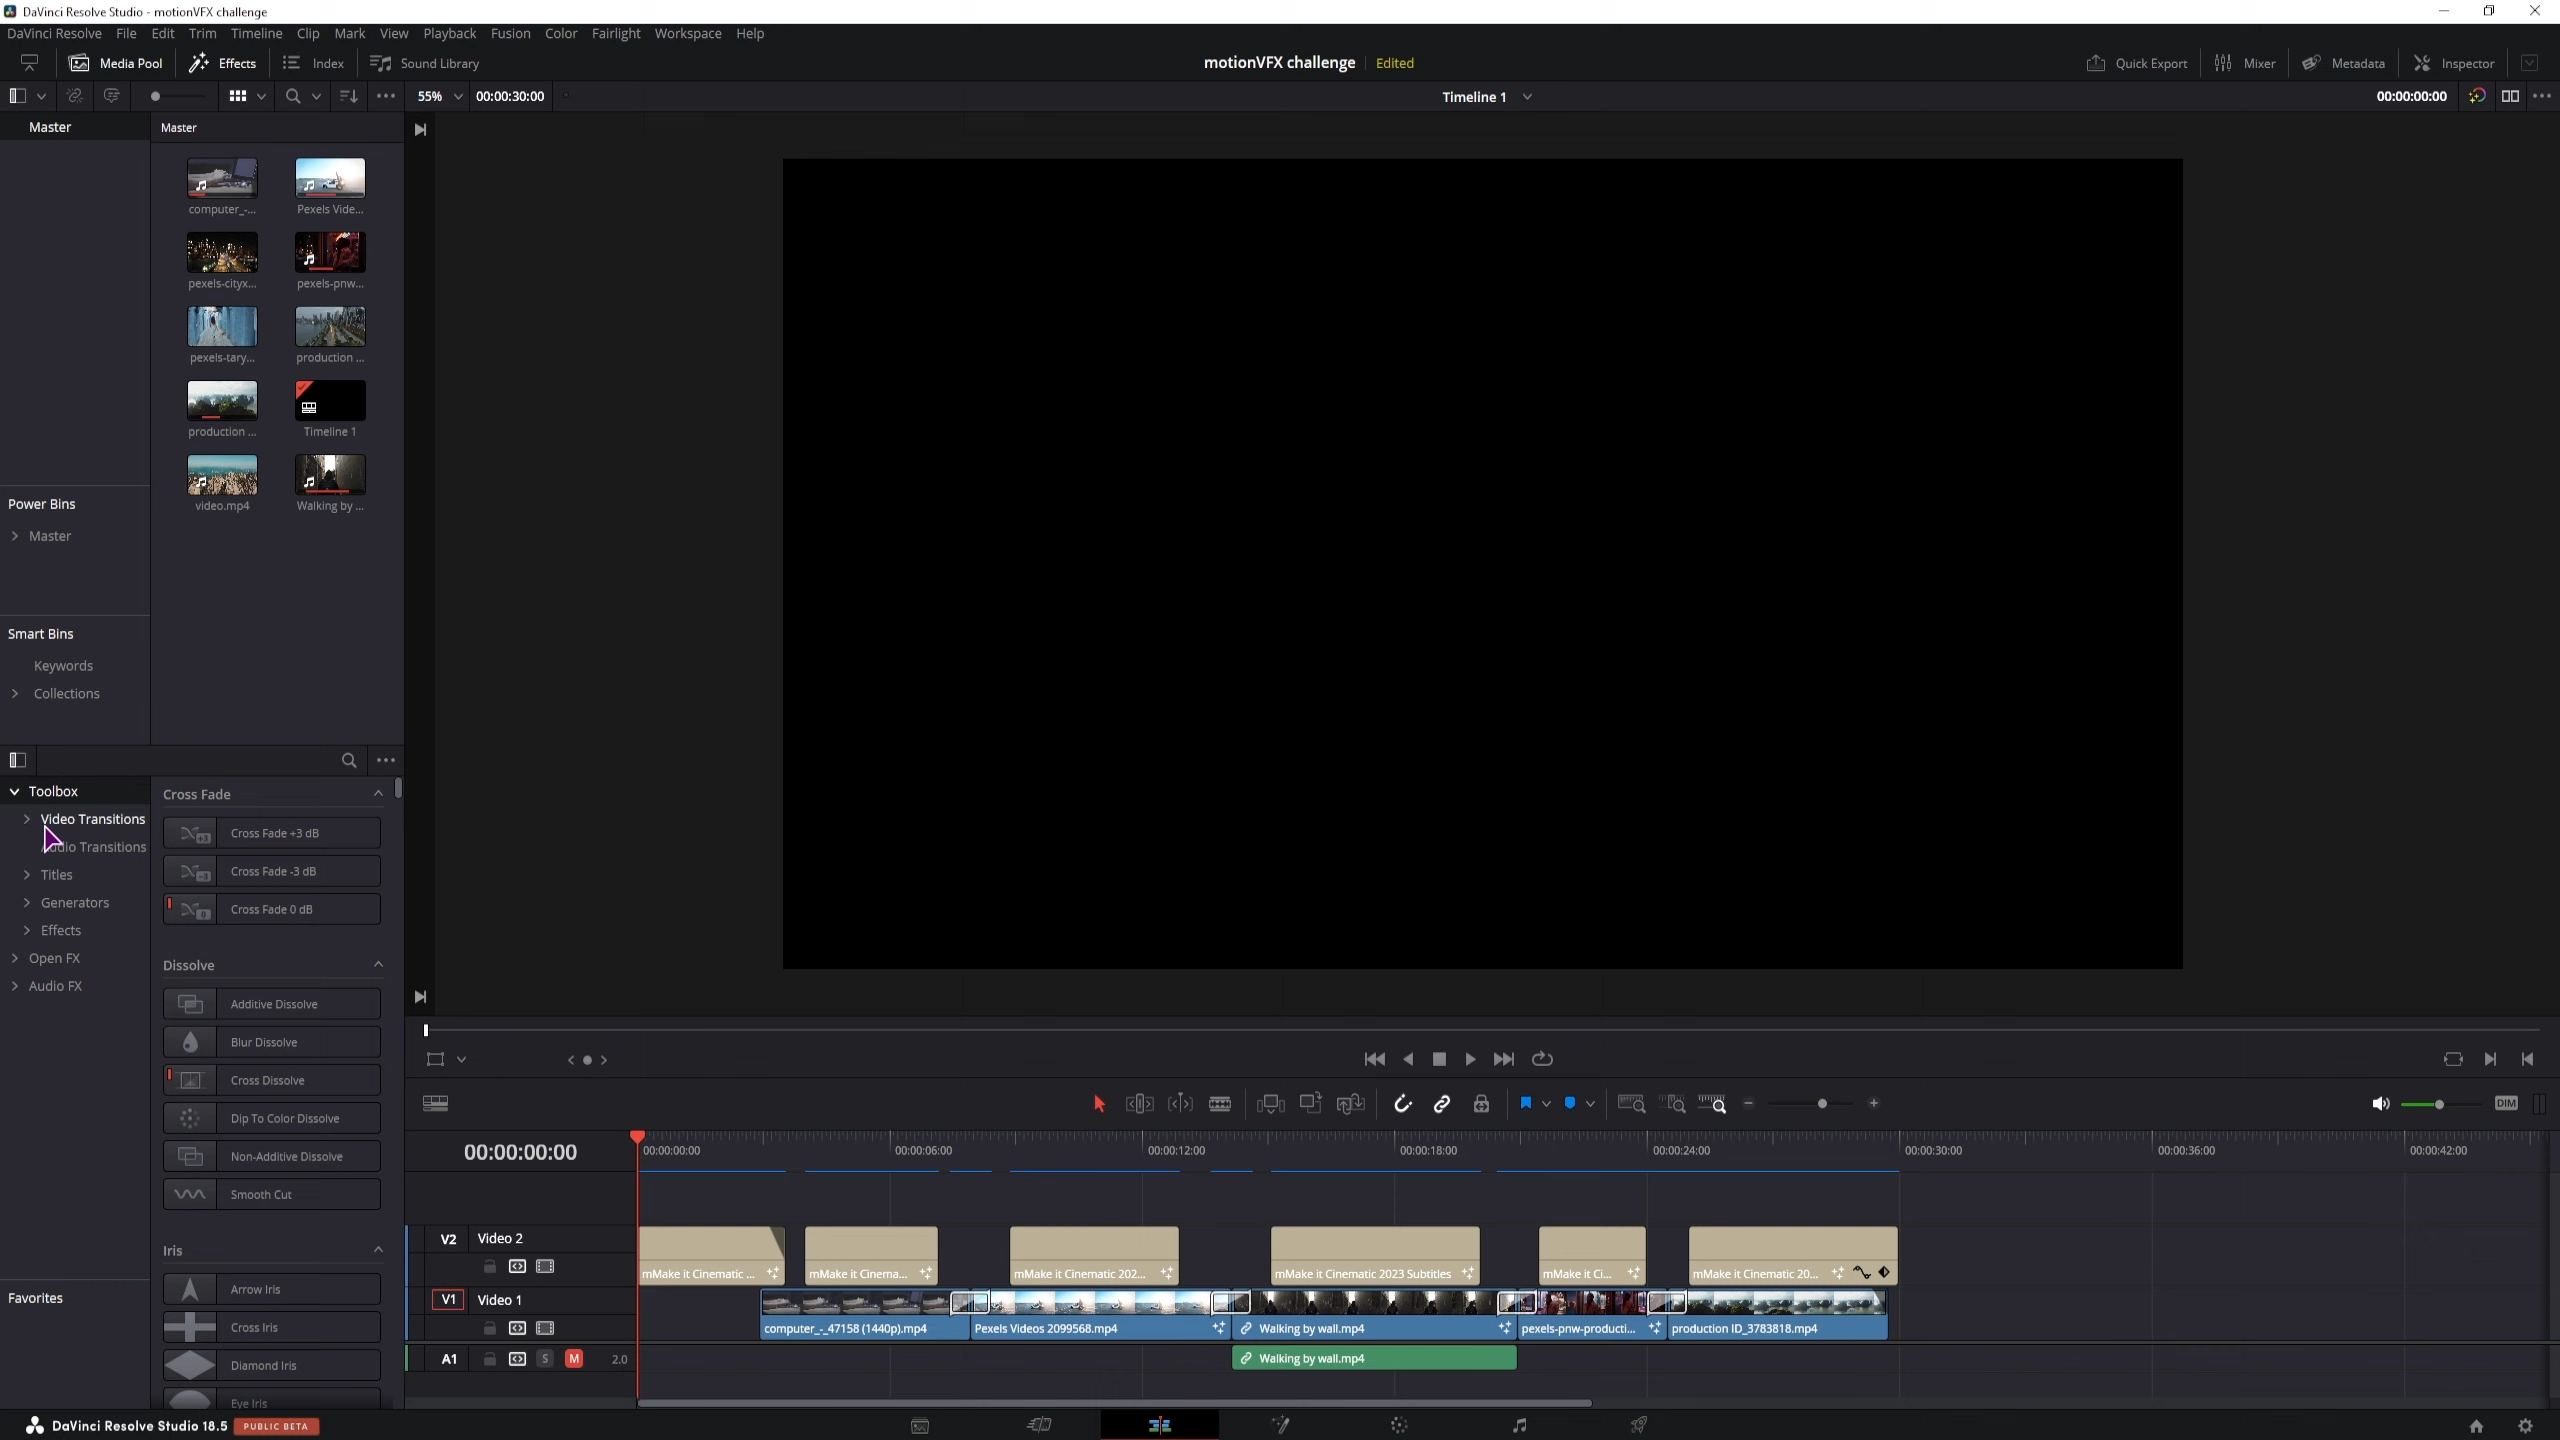 DaVinci Resolve Studio - motionVFX challenge
DaVinci Resolve File Edit Trim Timeline Clip Mark View Playback Fusion Color Fairlight Workspace Help
Media Pool Effects Index Sound Library motionVFX challenge Edited Quick Export Mixer Metadata Inspector
55% 00:00:30:00 Timeline 1 00:00:00:00
Master Master
computer_-... Pexels Vide...
pexels-cityx... pexels-pnw...
pexels-tary... production ...
production ... Timeline 1
video.mp4 Walking by ...
Power Bins
Master
Smart Bins
Keywords
Collections
Toolbox
Video Transitions
Audio Transitions
Titles
Generators
Effects
Open FX
Audio FX
Favorites
Cross Fade
Cross Fade +3 dB
Cross Fade -3 dB
Cross Fade 0 dB
Dissolve
Additive Dissolve
Blur Dissolve
Cross Dissolve
Dip To Color Dissolve
Non-Additive Dissolve
Smooth Cut
Iris
Arrow Iris
Cross Iris
Diamond Iris
Eye Iris
DIM
00:00:00:00 00:00:00:00 00:00:06:00 00:00:12:00 00:00:18:00 00:00:24:00 00:00:30:00 00:00:36:00 00:00:42:00
V2 Video 2
mMake it Cinematic ... mMake it Cinema... mMake it Cinematic 202... mMake it Cinematic 2023 Subtitles mMake it Ci... mMake it Cinematic 20...
V1 Video 1
computer_-_47158 (1440p).mp4 Pexels Videos 2099568.mp4 Walking by wall.mp4 pexels-pnw-producti... production ID_3783818.mp4
A1 S M 2.0 Walking by wall.mp4
DaVinci Resolve Studio 18.5 PUBLIC BETA